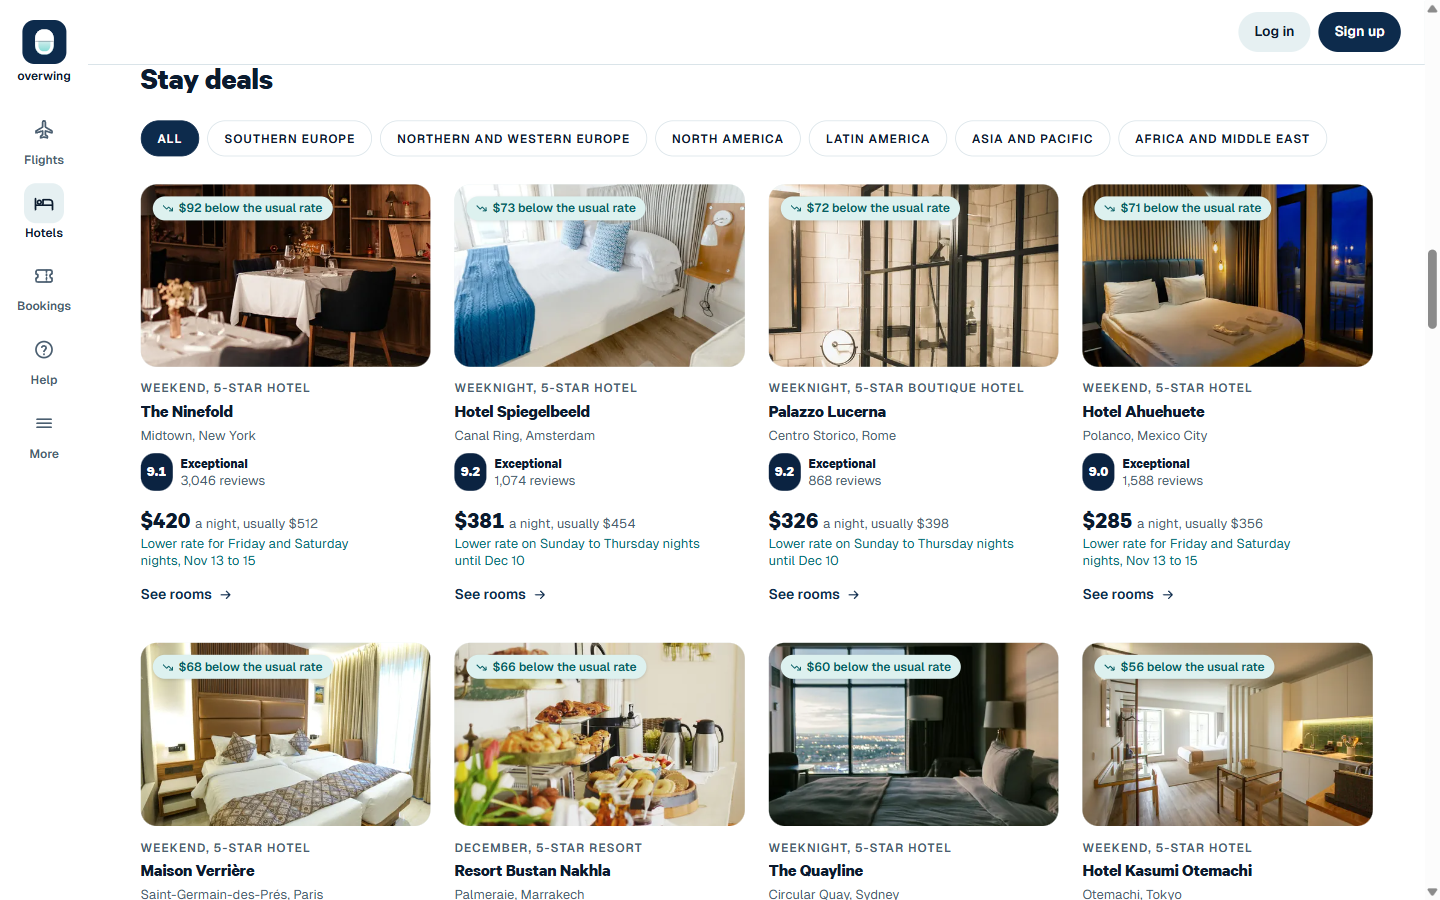 overwing
Log in
Sign up
Flights
Hotels
Bookings
Help
More
Stay deals
ALL
SOUTHERN EUROPE
NORTHERN AND WESTERN EUROPE
NORTH AMERICA
LATIN AMERICA
ASIA AND PACIFIC
AFRICA AND MIDDLE EAST
$92 below the usual rate
WEEKEND, 5-STAR HOTEL
The Ninefold
Midtown, New York
9.1
Exceptional
3,046 reviews
$420 a night, usually $512
Lower rate for Friday and Saturday
nights, Nov 13 to 15
See rooms
$73 below the usual rate
WEEKNIGHT, 5-STAR HOTEL
Hotel Spiegelbeeld
Canal Ring, Amsterdam
9.2
Exceptional
1,074 reviews
$381 a night, usually $454
Lower rate on Sunday to Thursday nights
until Dec 10
See rooms
$72 below the usual rate
WEEKNIGHT, 5-STAR BOUTIQUE HOTEL
Palazzo Lucerna
Centro Storico, Rome
9.2
Exceptional
868 reviews
$326 a night, usually $398
Lower rate on Sunday to Thursday nights
until Dec 10
See rooms
$71 below the usual rate
WEEKEND, 5-STAR HOTEL
Hotel Ahuehuete
Polanco, Mexico City
9.0
Exceptional
1,588 reviews
$285 a night, usually $356
Lower rate for Friday and Saturday
nights, Nov 13 to 15
See rooms
$68 below the usual rate
WEEKEND, 5-STAR HOTEL
Maison Verrière
Saint-Germain-des-Prés, Paris
$66 below the usual rate
DECEMBER, 5-STAR RESORT
Resort Bustan Nakhla
Palmeraie, Marrakech
$60 below the usual rate
WEEKNIGHT, 5-STAR HOTEL
The Quayline
Circular Quay, Sydney
$56 below the usual rate
WEEKEND, 5-STAR HOTEL
Hotel Kasumi Otemachi
Otemachi, Tokyo